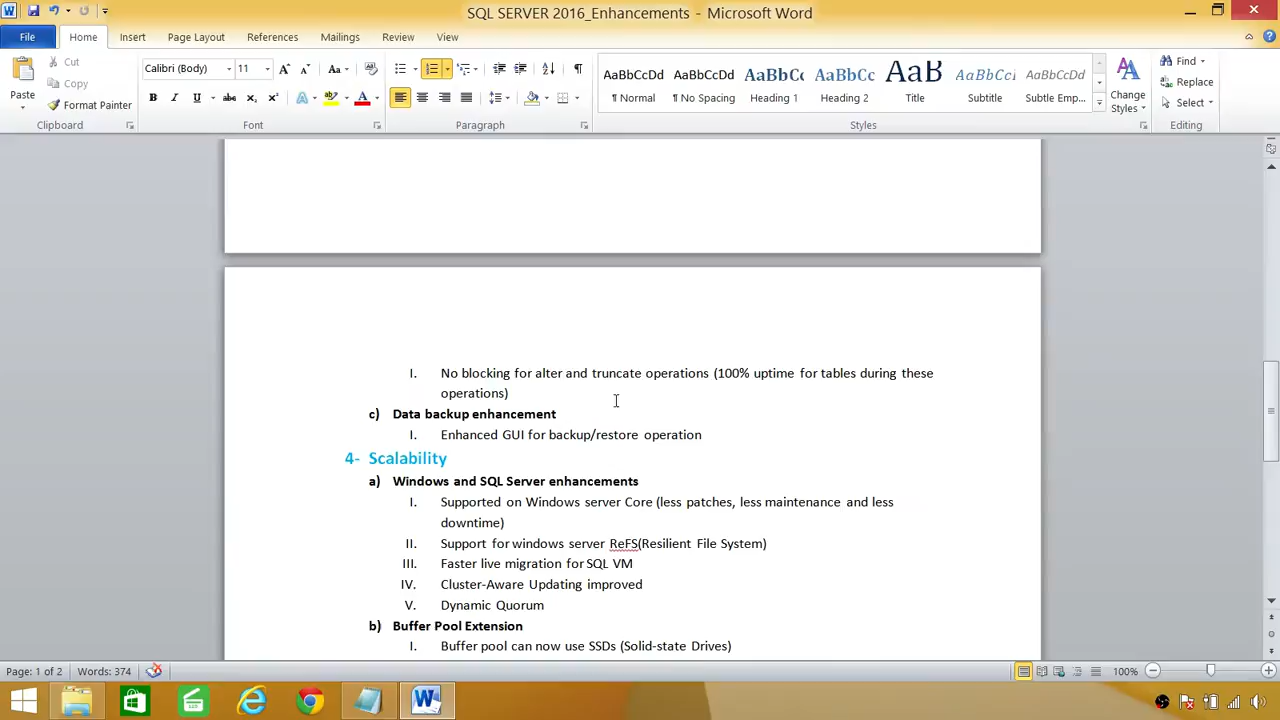 SQL SERVER 2016_Enhancements - Microsoft Word
File Home Insert Page Layout References Mailings Review View
Paste
Cut
Copy
Format Painter
Clipboard
Calibri (Body) 11
Font
Paragraph
AaBbCcDd AaBbCcDd AaBbCc AaBbCc AaB AaBbCcI AaBbCcDd
¶ Normal ¶ No Spacing Heading 1 Heading 2 Title Subtitle Subtle Emp...
Styles
Change
Styles
Find
Replace
Select
Editing
I. No blocking for alter and truncate operations (100% uptime for tables during these
operations)
c) Data backup enhancement
I. Enhanced GUI for backup/restore operation
4- Scalability
a) Windows and SQL Server enhancements
I. Supported on Windows server Core (less patches, less maintenance and less
downtime)
II. Support for windows server ReFS(Resilient File System)
III. Faster live migration for SQL VM
IV. Cluster-Aware Updating improved
V. Dynamic Quorum
b) Buffer Pool Extension
I. Buffer pool can now use SSDs (Solid-state Drives)
Page: 1 of 2 Words: 374 100%